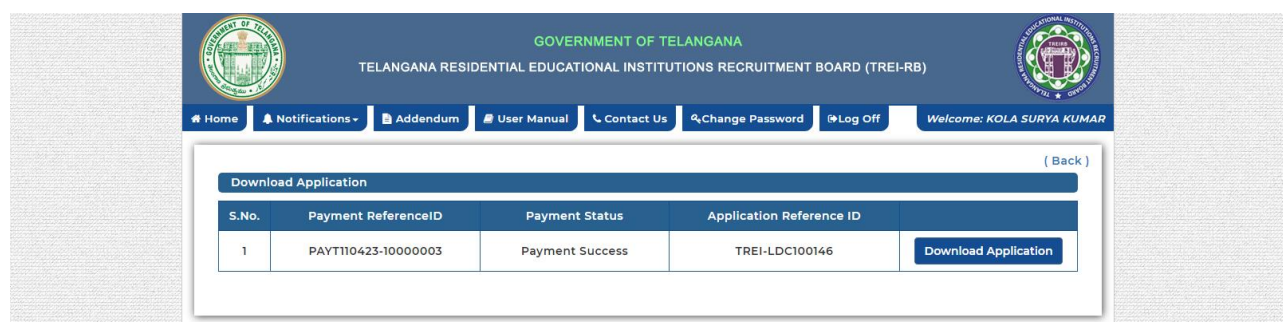 GOVERNMENT OF TELANGANA
TELANGANA RESIDENTIAL EDUCATIONAL INSTITUTIONS RECRUITMENT BOARD (TREI-RB)
Home Notifications Addendum User Manual Contact Us Change Password Log Off Welcome: KOLA SURYA KUMAR
( Back )
Download Application
S.No. Payment ReferenceID Payment Status Application Reference ID
1 PAYT110423-10000003 Payment Success TREI-LDC100146 Download Application